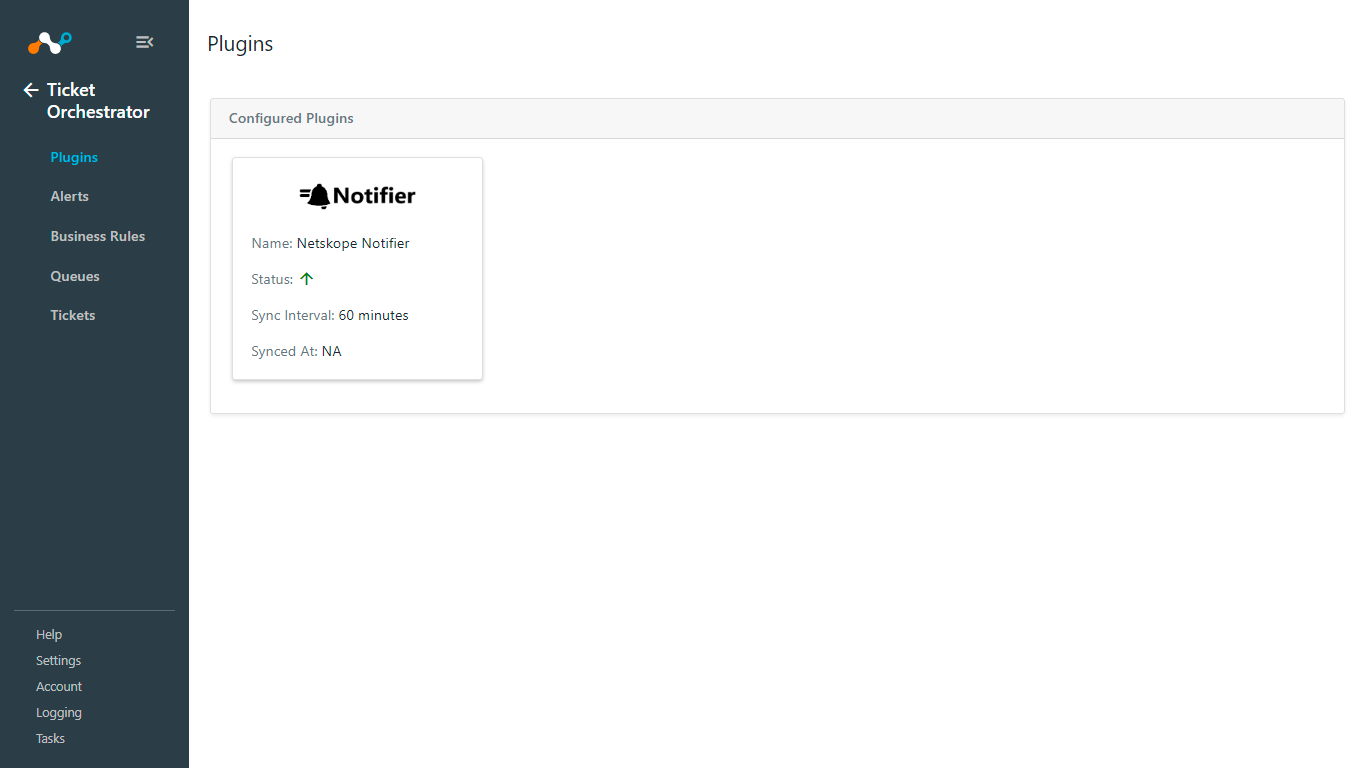 Ticket
Orchestrator
Plugins
Alerts
Business Rules
Queues
Tickets
Help
Settings
Account
Logging
Tasks
Plugins
Configured Plugins
Notifier
Name: Netskope Notifier
Status:
Sync Interval: 60 minutes
Synced At: NA